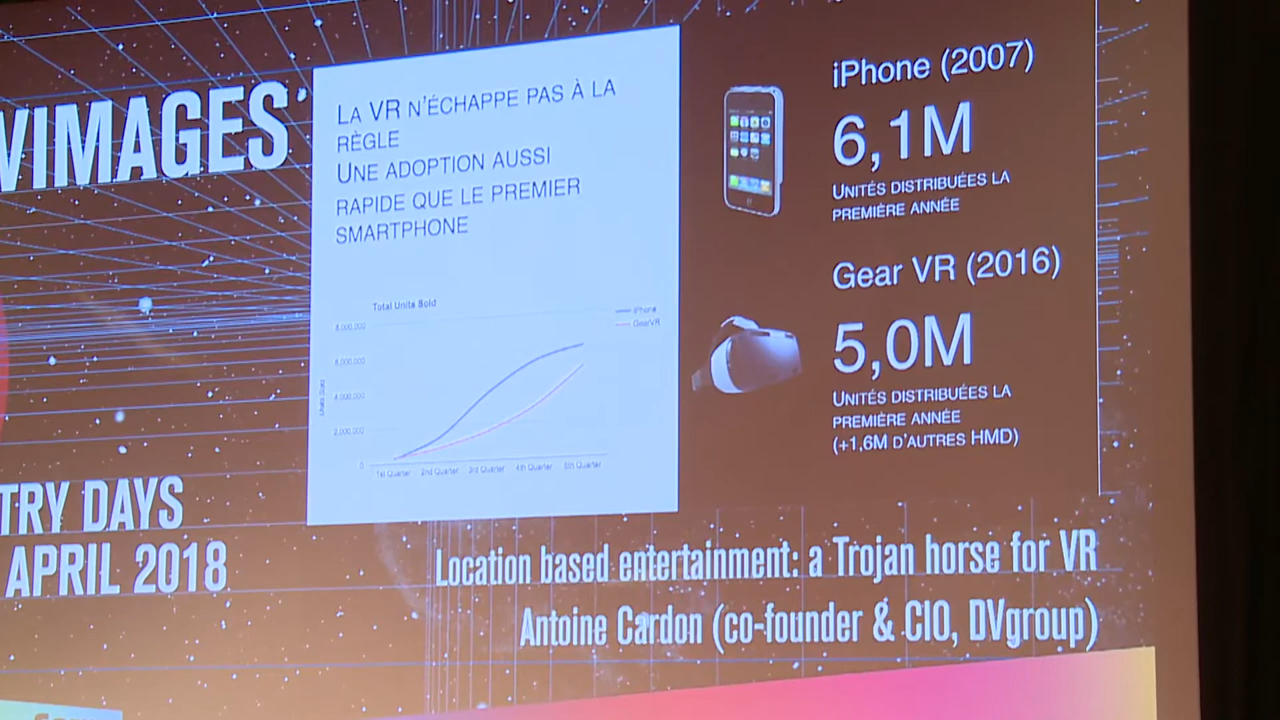 VIMAGES
TRY DAYS
APRIL 2018
LA VR N'ÉCHAPPE PAS À LA
RÈGLE
UNE ADOPTION AUSSI
RAPIDE QUE LE PREMIER
SMARTPHONE
Total Units Sold
iPhone
GearVR
8,000,000
6,000,000
4,000,000
2,000,000
0
Units Sold
1st Quarter 2nd Quarter 3rd Quarter 4th Quarter 5th Quarter
iPhone (2007)
6,1M
UNITÉS DISTRIBUÉES LA
PREMIÈRE ANNÉE
Gear VR (2016)
5,0M
UNITÉS DISTRIBUÉES LA
PREMIÈRE ANNÉE
(+1,6M D'AUTRES HMD)
Location based entertainment: a Trojan horse for VR
Antoine Cardon (co-founder & CIO, DVgroup)